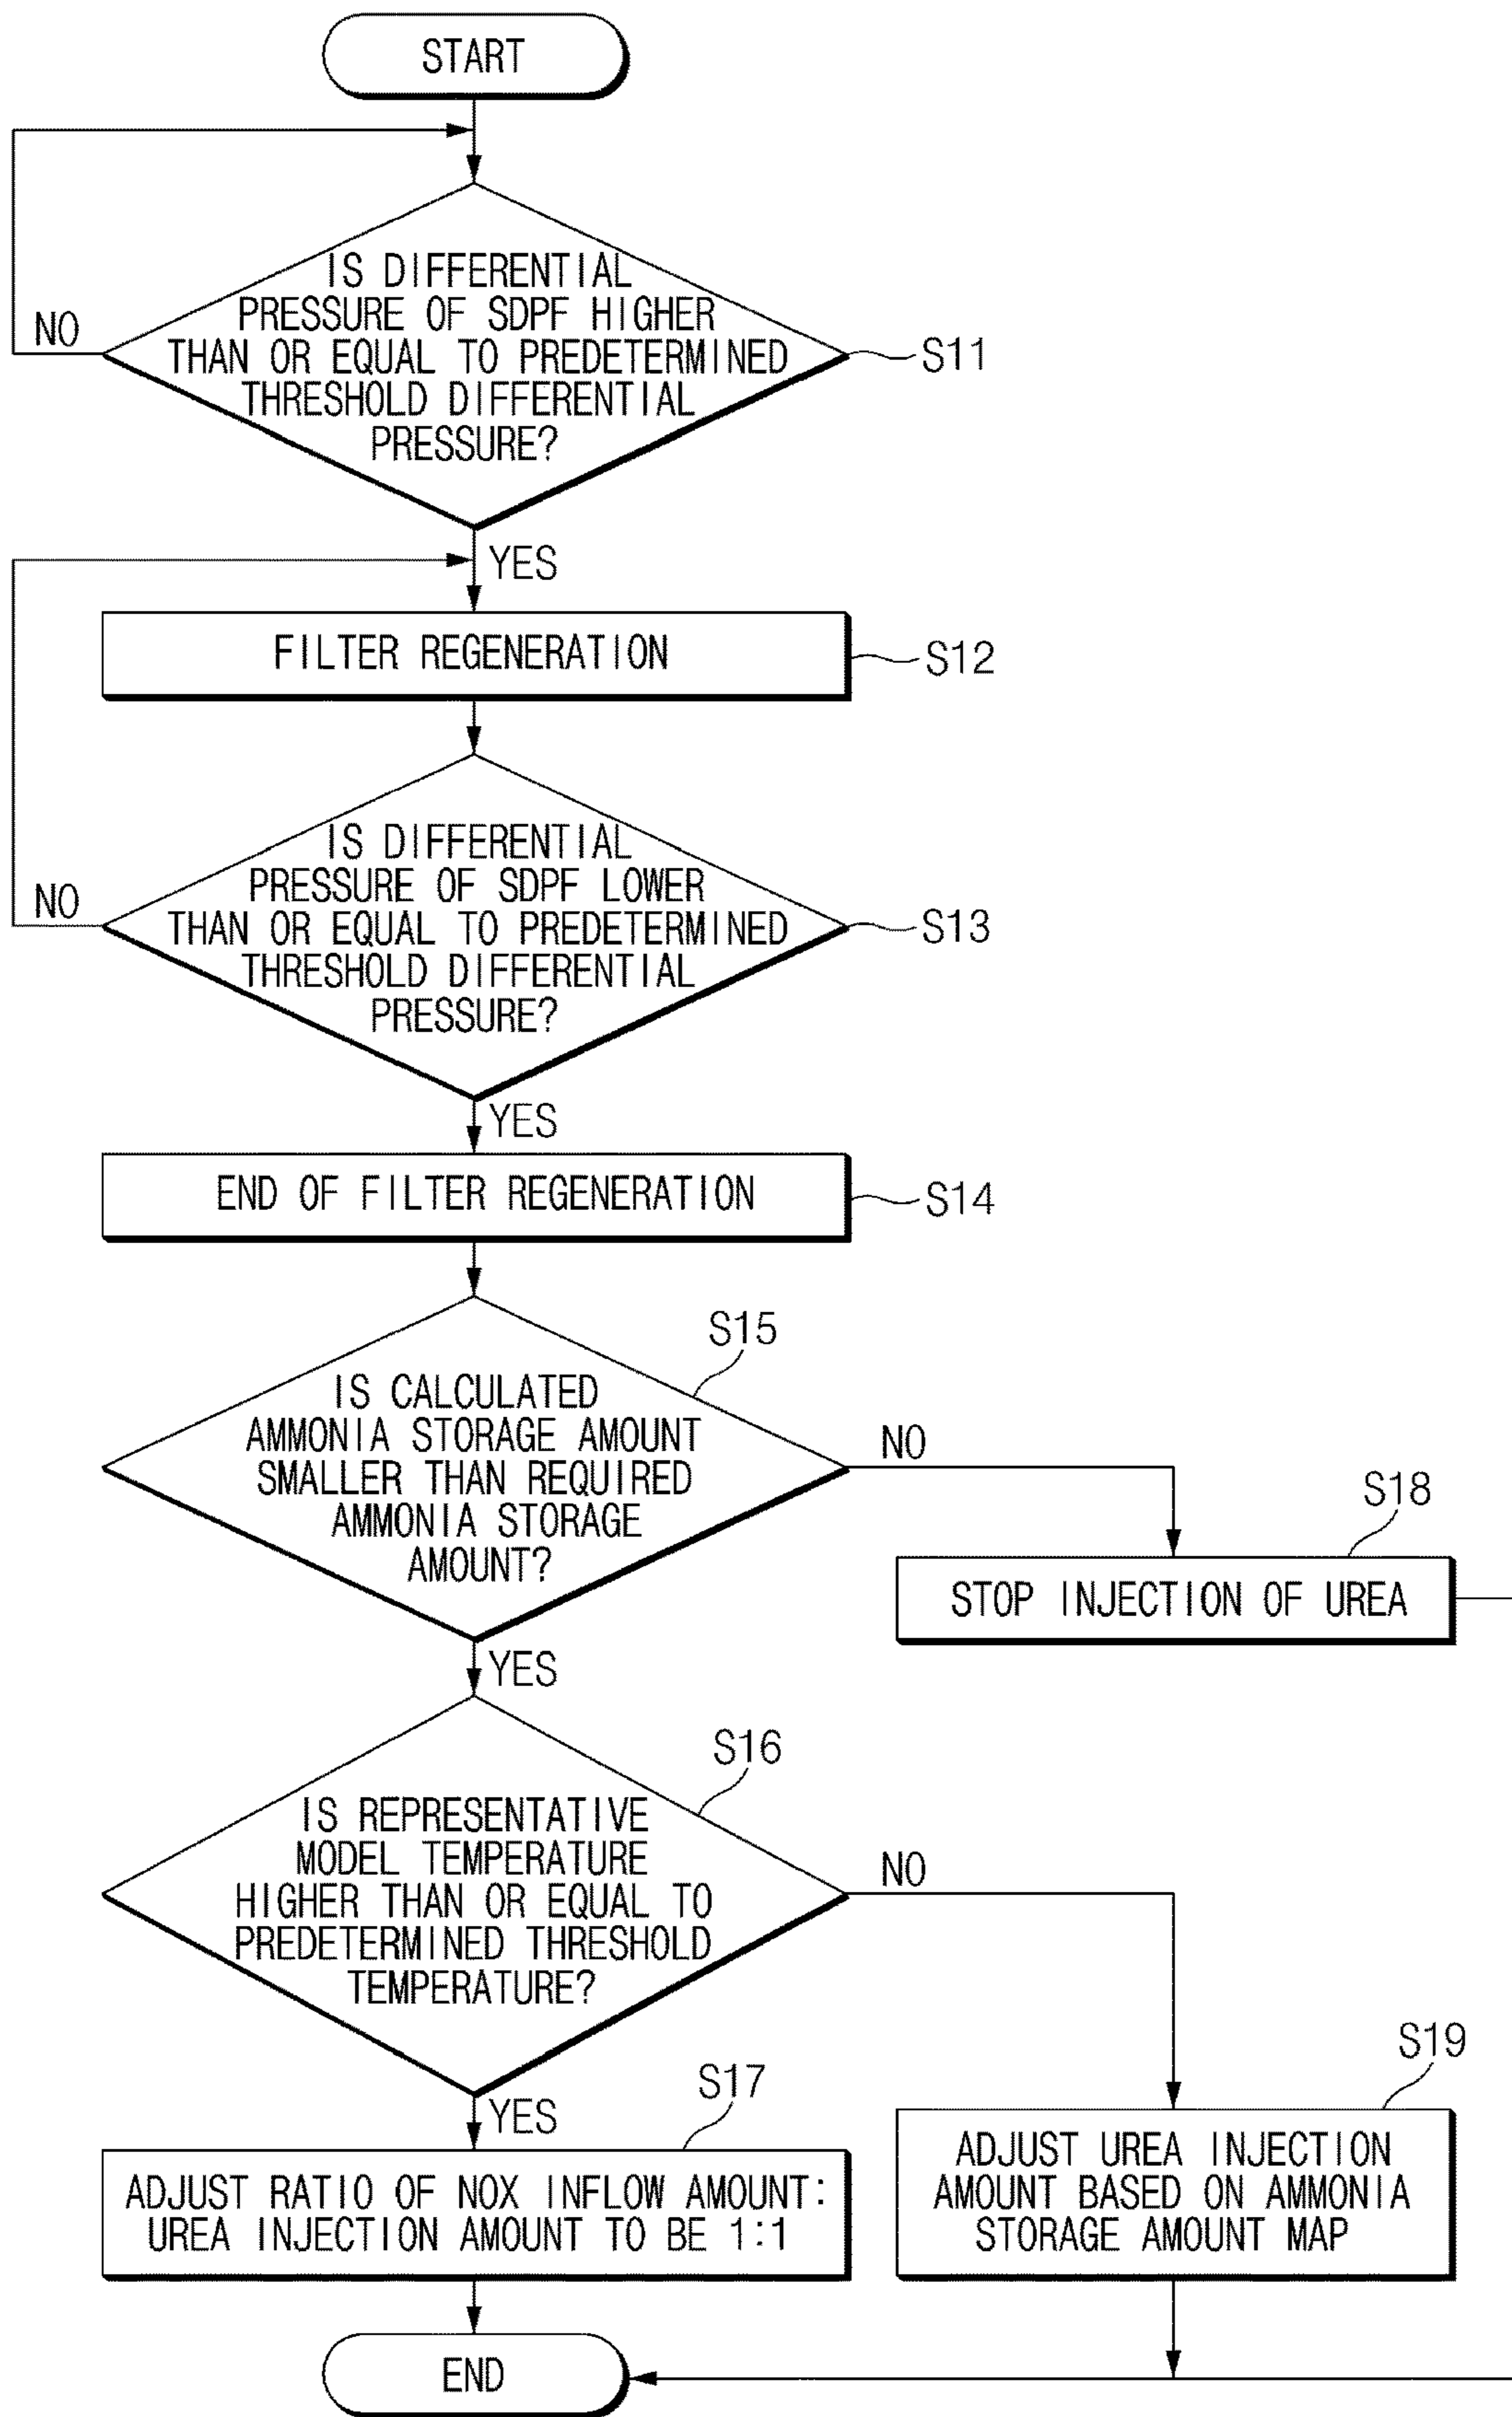 START
IS DIFFERENTIAL
PRESSURE OF SDPF HIGHER
THAN OR EQUAL TO PREDETERMINED
THRESHOLD DIFFERENTIAL
PRESSURE?
NO
S11
YES
FILTER REGENERATION
S12
IS DIFFERENTIAL
PRESSURE OF SDPF LOWER
THAN OR EQUAL TO PREDETERMINED
THRESHOLD DIFFERENTIAL
PRESSURE?
NO
S13
YES
END OF FILTER REGENERATION
S14
S15
IS CALCULATED
AMMONIA STORAGE AMOUNT
SMALLER THAN REQUIRED
AMMONIA STORAGE
AMOUNT?
NO
S18
STOP INJECTION OF UREA
YES
S16
IS REPRESENTATIVE
MODEL TEMPERATURE
HIGHER THAN OR EQUAL TO
PREDETERMINED THRESHOLD
TEMPERATURE?
NO
S19
ADJUST UREA INJECTION
AMOUNT BASED ON AMMONIA
STORAGE AMOUNT MAP
YES
S17
ADJUST RATIO OF NOX INFLOW AMOUNT:
UREA INJECTION AMOUNT TO BE 1:1
END